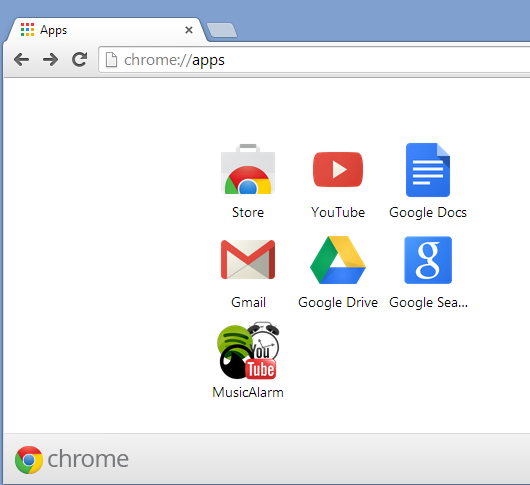 Apps
chrome://apps
Store
YouTube
Google Docs
Gmail
Google Drive
g
Google Sea...
You
Tube
MusicAlarm
chrome